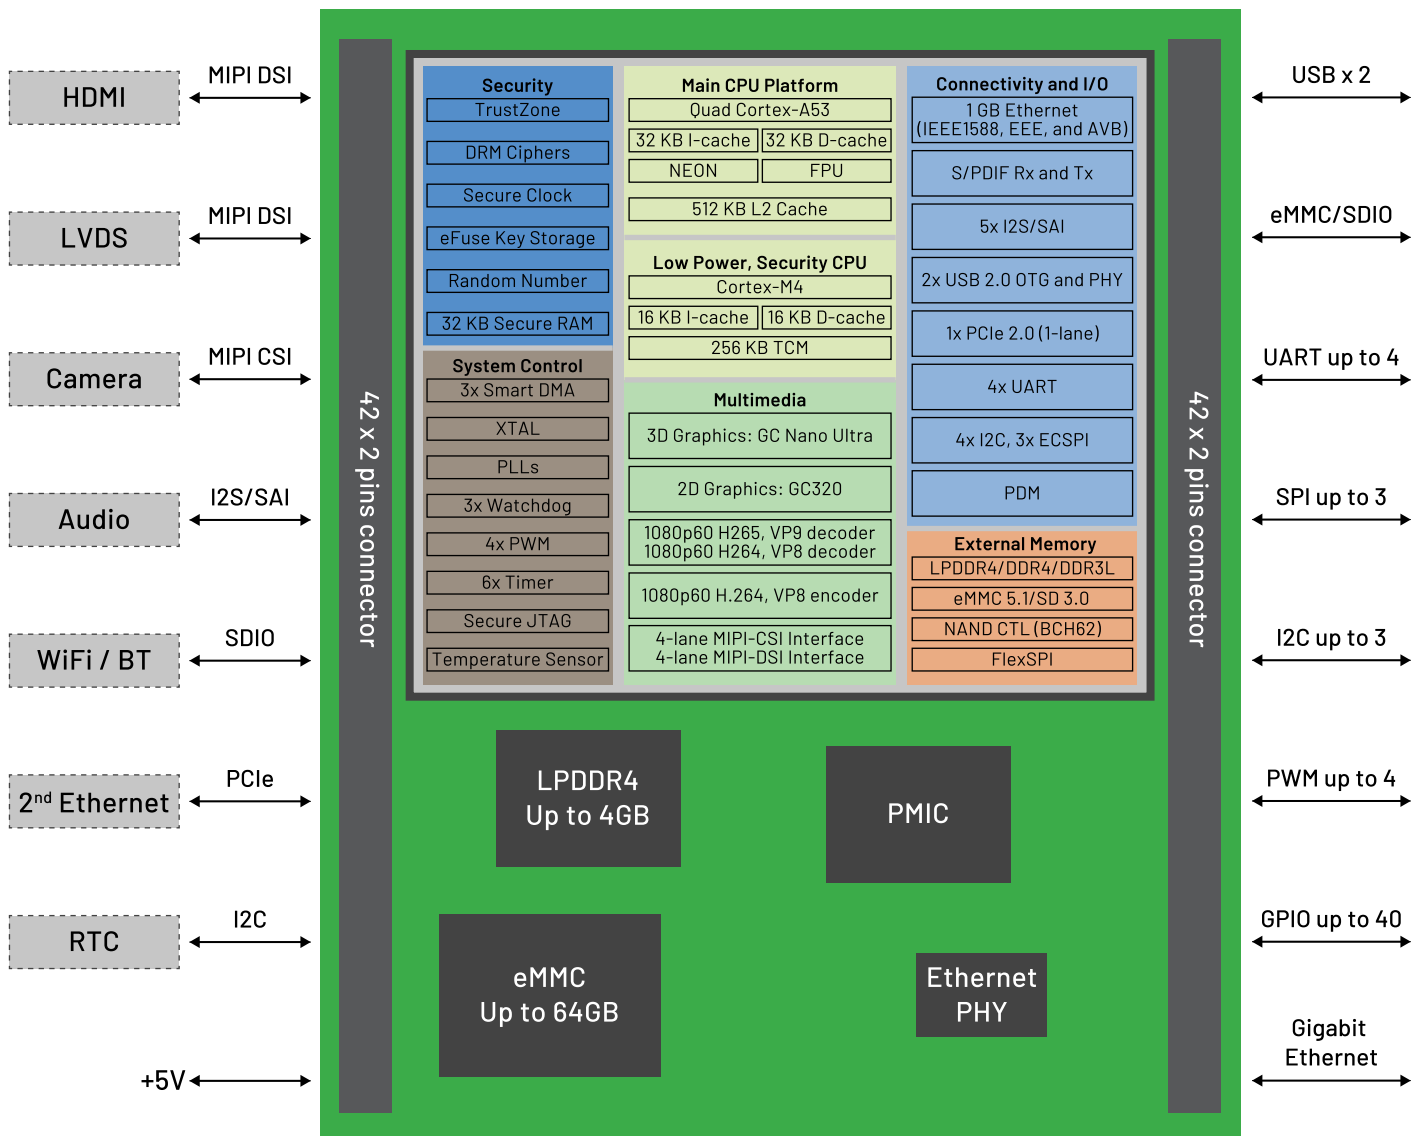 HDMI
MIPI DSI
LVDS
MIPI DSI
Camera
MIPI CSI
Audio
I2S/SAI
WiFi / BT
SDIO
2nd Ethernet
PCIe
RTC
I2C
+5V
42 x 2 pins connector
Security
TrustZone
DRM Ciphers
Secure Clock
eFuse Key Storage
Random Number
32 KB Secure RAM
System Control
3x Smart DMA
XTAL
PLLs
3x Watchdog
4x PWM
6x Timer
Secure JTAG
Temperature Sensor
Main CPU Platform
Quad Cortex-A53
32 KB I-cache
32 KB D-cache
NEON
FPU
512 KB L2 Cache
Low Power, Security CPU
Cortex-M4
16 KB I-cache
16 KB D-cache
256 KB TCM
Multimedia
3D Graphics: GC Nano Ultra
2D Graphics: GC320
1080p60 H265, VP9 decoder
1080p60 H264, VP8 decoder
1080p60 H.264, VP8 encoder
4-lane MIPI-CSI Interface
4-lane MIPI-DSI Interface
Connectivity and I/O
1 GB Ethernet
(IEEE1588, EEE, and AVB)
S/PDIF Rx and Tx
5x I2S/SAI
2x USB 2.0 OTG and PHY
1x PCIe 2.0 (1-lane)
4x UART
4x I2C, 3x ECSPI
PDM
External Memory
LPDDR4/DDR4/DDR3L
eMMC 5.1/SD 3.0
NAND CTL (BCH62)
FlexSPI
LPDDR4
Up to 4GB
PMIC
eMMC
Up to 64GB
Ethernet
PHY
42 x 2 pins connector
USB x 2
eMMC/SDIO
UART up to 4
SPI up to 3
I2C up to 3
PWM up to 4
GPIO up to 40
Gigabit
Ethernet